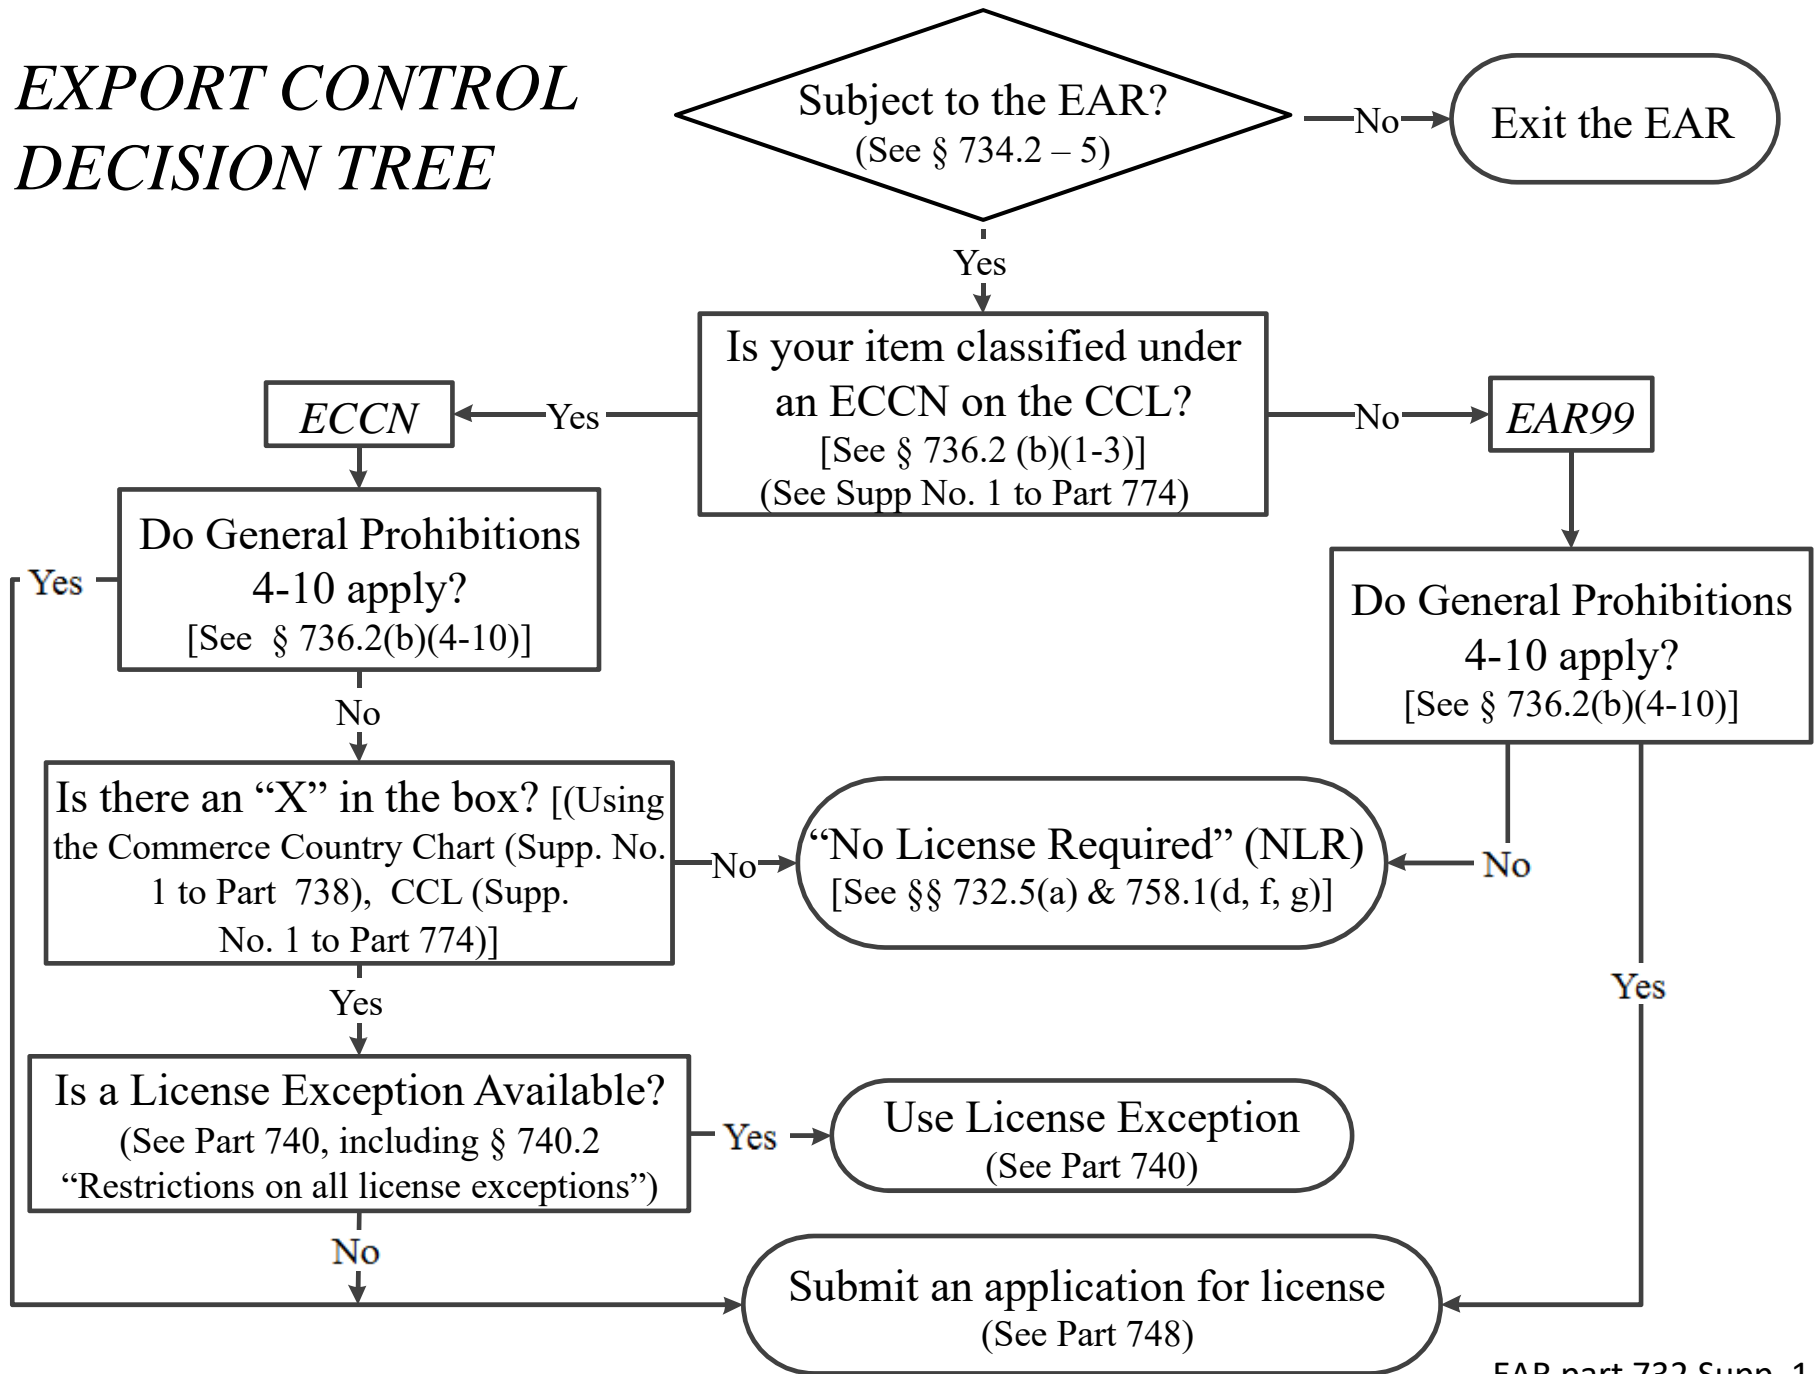 EXPORT CONTROL
DECISION TREE
Subject to the EAR?
(See § 734.2 – 5)
No
Exit the EAR
Yes
Is your item classified under
an ECCN on the CCL?
[See § 736.2 (b)(1-3)]
(See Supp No. 1 to Part 774)
Yes
ECCN
No
EAR99
Do General Prohibitions
4-10 apply?
[See § 736.2(b)(4-10)]
Yes
No
Do General Prohibitions
4-10 apply?
[See § 736.2(b)(4-10)]
No
Yes
Is there an “X” in the box? [(Using
the Commerce Country Chart (Supp. No.
1 to Part 738), CCL (Supp.
No. 1 to Part 774)]
No
“No License Required” (NLR)
[See §§ 732.5(a) & 758.1(d, f, g)]
Yes
Is a License Exception Available?
(See Part 740, including § 740.2
“Restrictions on all license exceptions”)
Yes
Use License Exception
(See Part 740)
No
Submit an application for license
(See Part 748)
EAR part 732 Supp. 1